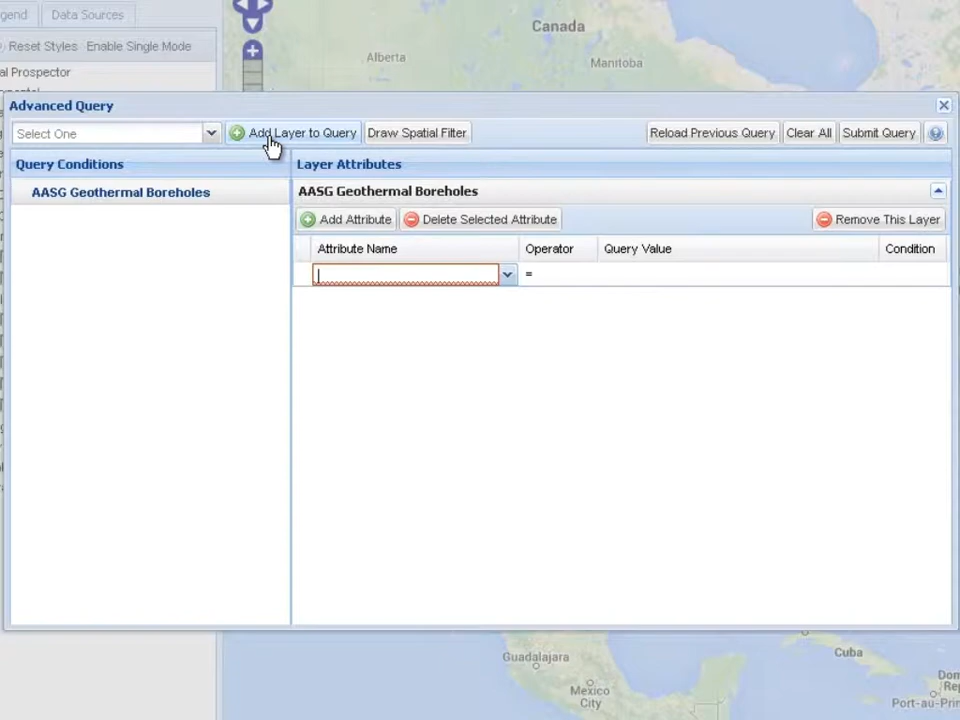 gend
Data Sources
Reset Styles
Enable Single Mode
al Prospector
Canada
Alberta
Manitoba
Advanced Query
Select One
Add Layer to Query
Draw Spatial Filter
Reload Previous Query
Clear All
Submit Query
Query Conditions
Layer Attributes
AASG Geothermal Boreholes
AASG Geothermal Boreholes
Add Attribute
Delete Selected Attribute
Remove This Layer
Attribute Name
Operator
Query Value
Condition
=
Guadalajara
Mexico
City
Cuba
Dom
Rep
Port-au-Prin